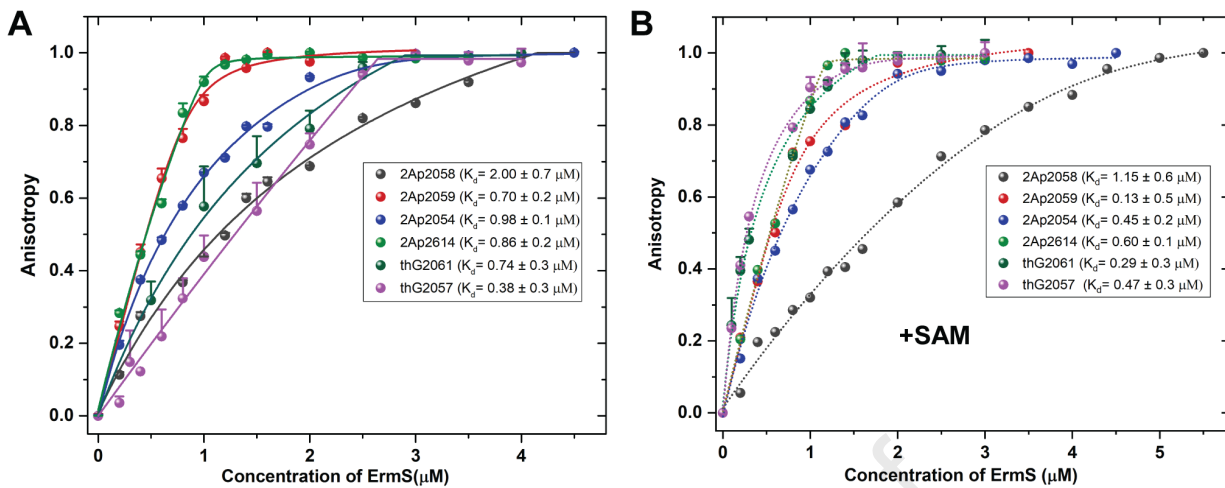 A
Anisotropy
1.0
0.8
0.6
0.4
0.2
0.0
2Ap2058 (Kd= 2.00 ± 0.7 μM)
2Ap2059 (Kd= 0.70 ± 0.2 μM)
2Ap2054 (Kd= 0.98 ± 0.1 μM)
2Ap2614 (Kd= 0.86 ± 0.2 μM)
thG2061 (Kd= 0.74 ± 0.3 μM)
thG2057 (Kd= 0.38 ± 0.3 μM)
0 1 2 3 4
Concentration of ErmS(μM)
B
Anisotropy
1.0
0.8
0.6
0.4
0.2
0.0
2Ap2058 (Kd= 1.15 ± 0.6 μM)
2Ap2059 (Kd= 0.13 ± 0.5 μM)
2Ap2054 (Kd= 0.45 ± 0.2 μM)
2Ap2614 (Kd= 0.60 ± 0.1 μM)
thG2061 (Kd= 0.29 ± 0.3 μM)
thG2057 (Kd= 0.47 ± 0.3 μM)
+SAM
0 1 2 3 4 5
Concentration of ErmS (μM)